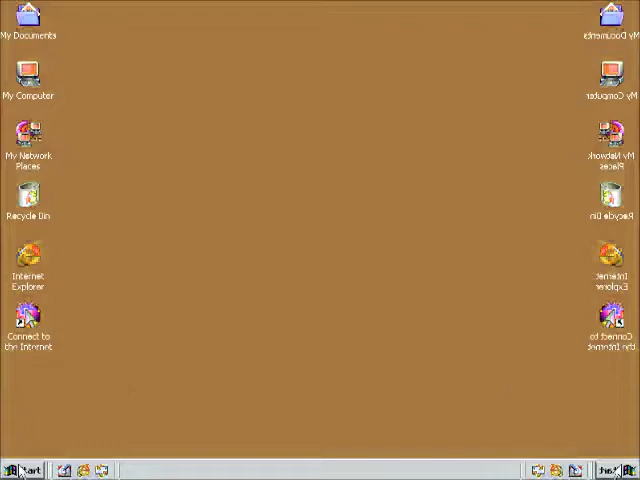 My Documents
My Computer
My Network
Places
Recycle Bin
Internet
Explorer
Connect to
the Internet
Start
My Documents
My Computer
My Network
Places
Recycle Bin
Internet
Explorer
Connect to
the Internet
Start